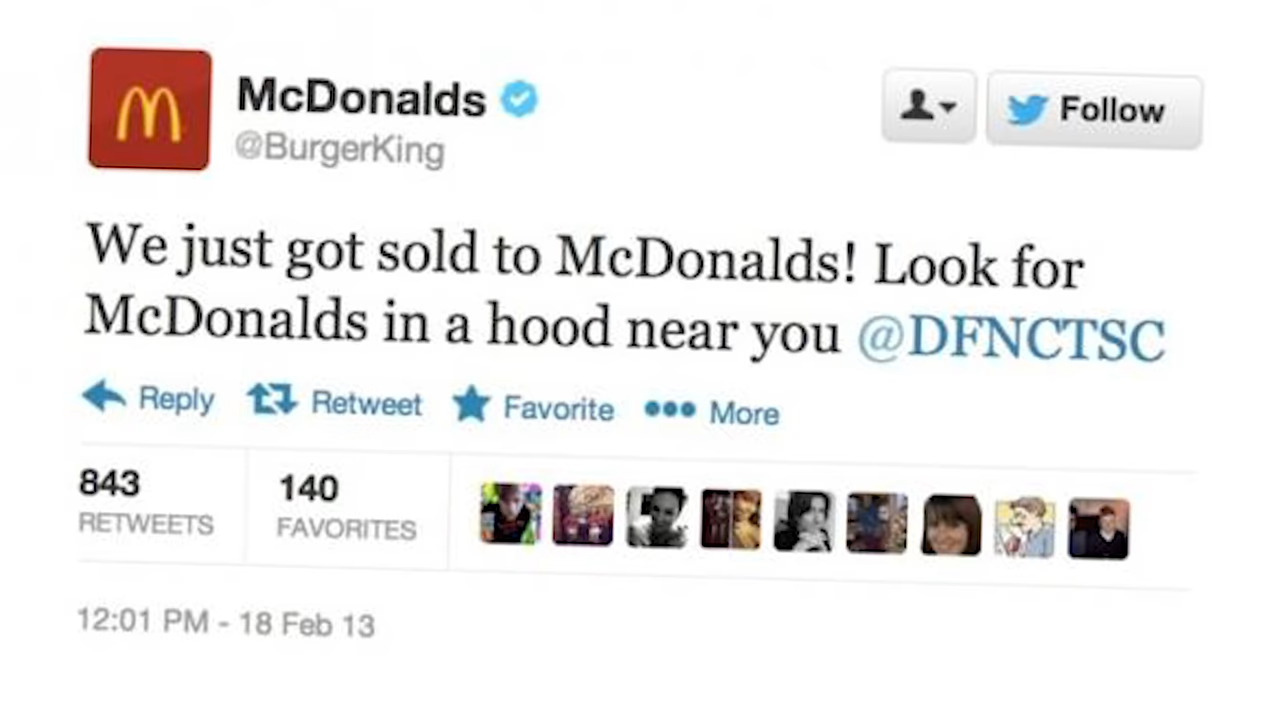 McDonalds
@BurgerKing
Follow
We just got sold to McDonalds! Look for
McDonalds in a hood near you @DFNCTSC
Reply Retweet Favorite More
843 140
RETWEETS FAVORITES
12:01 PM - 18 Feb 13